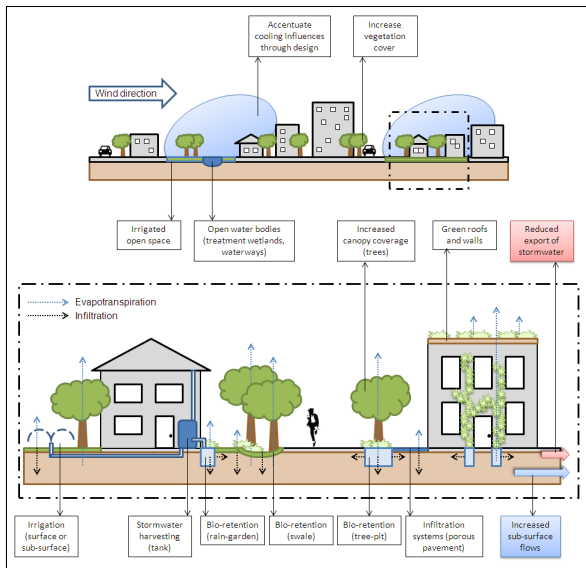 Accentuate
cooling influences
through design
Increase
vegetation
cover
Wind direction
Irrigated
open space
Open water bodies
(treatment wetlands,
waterways)
Increased
canopy coverage
(trees)
Green roofs
and walls
Reduced
export of
stormwater
Evapotranspiration
Infiltration
Irrigation
(surface or
sub-surface)
Stormwater
harvesting
(tank)
Bio-retention
(rain-garden)
Bio-retention
(swale)
Bio-retention
(tree-pit)
Infiltration
systems (porous
pavement)
Increased
sub-surface
flows